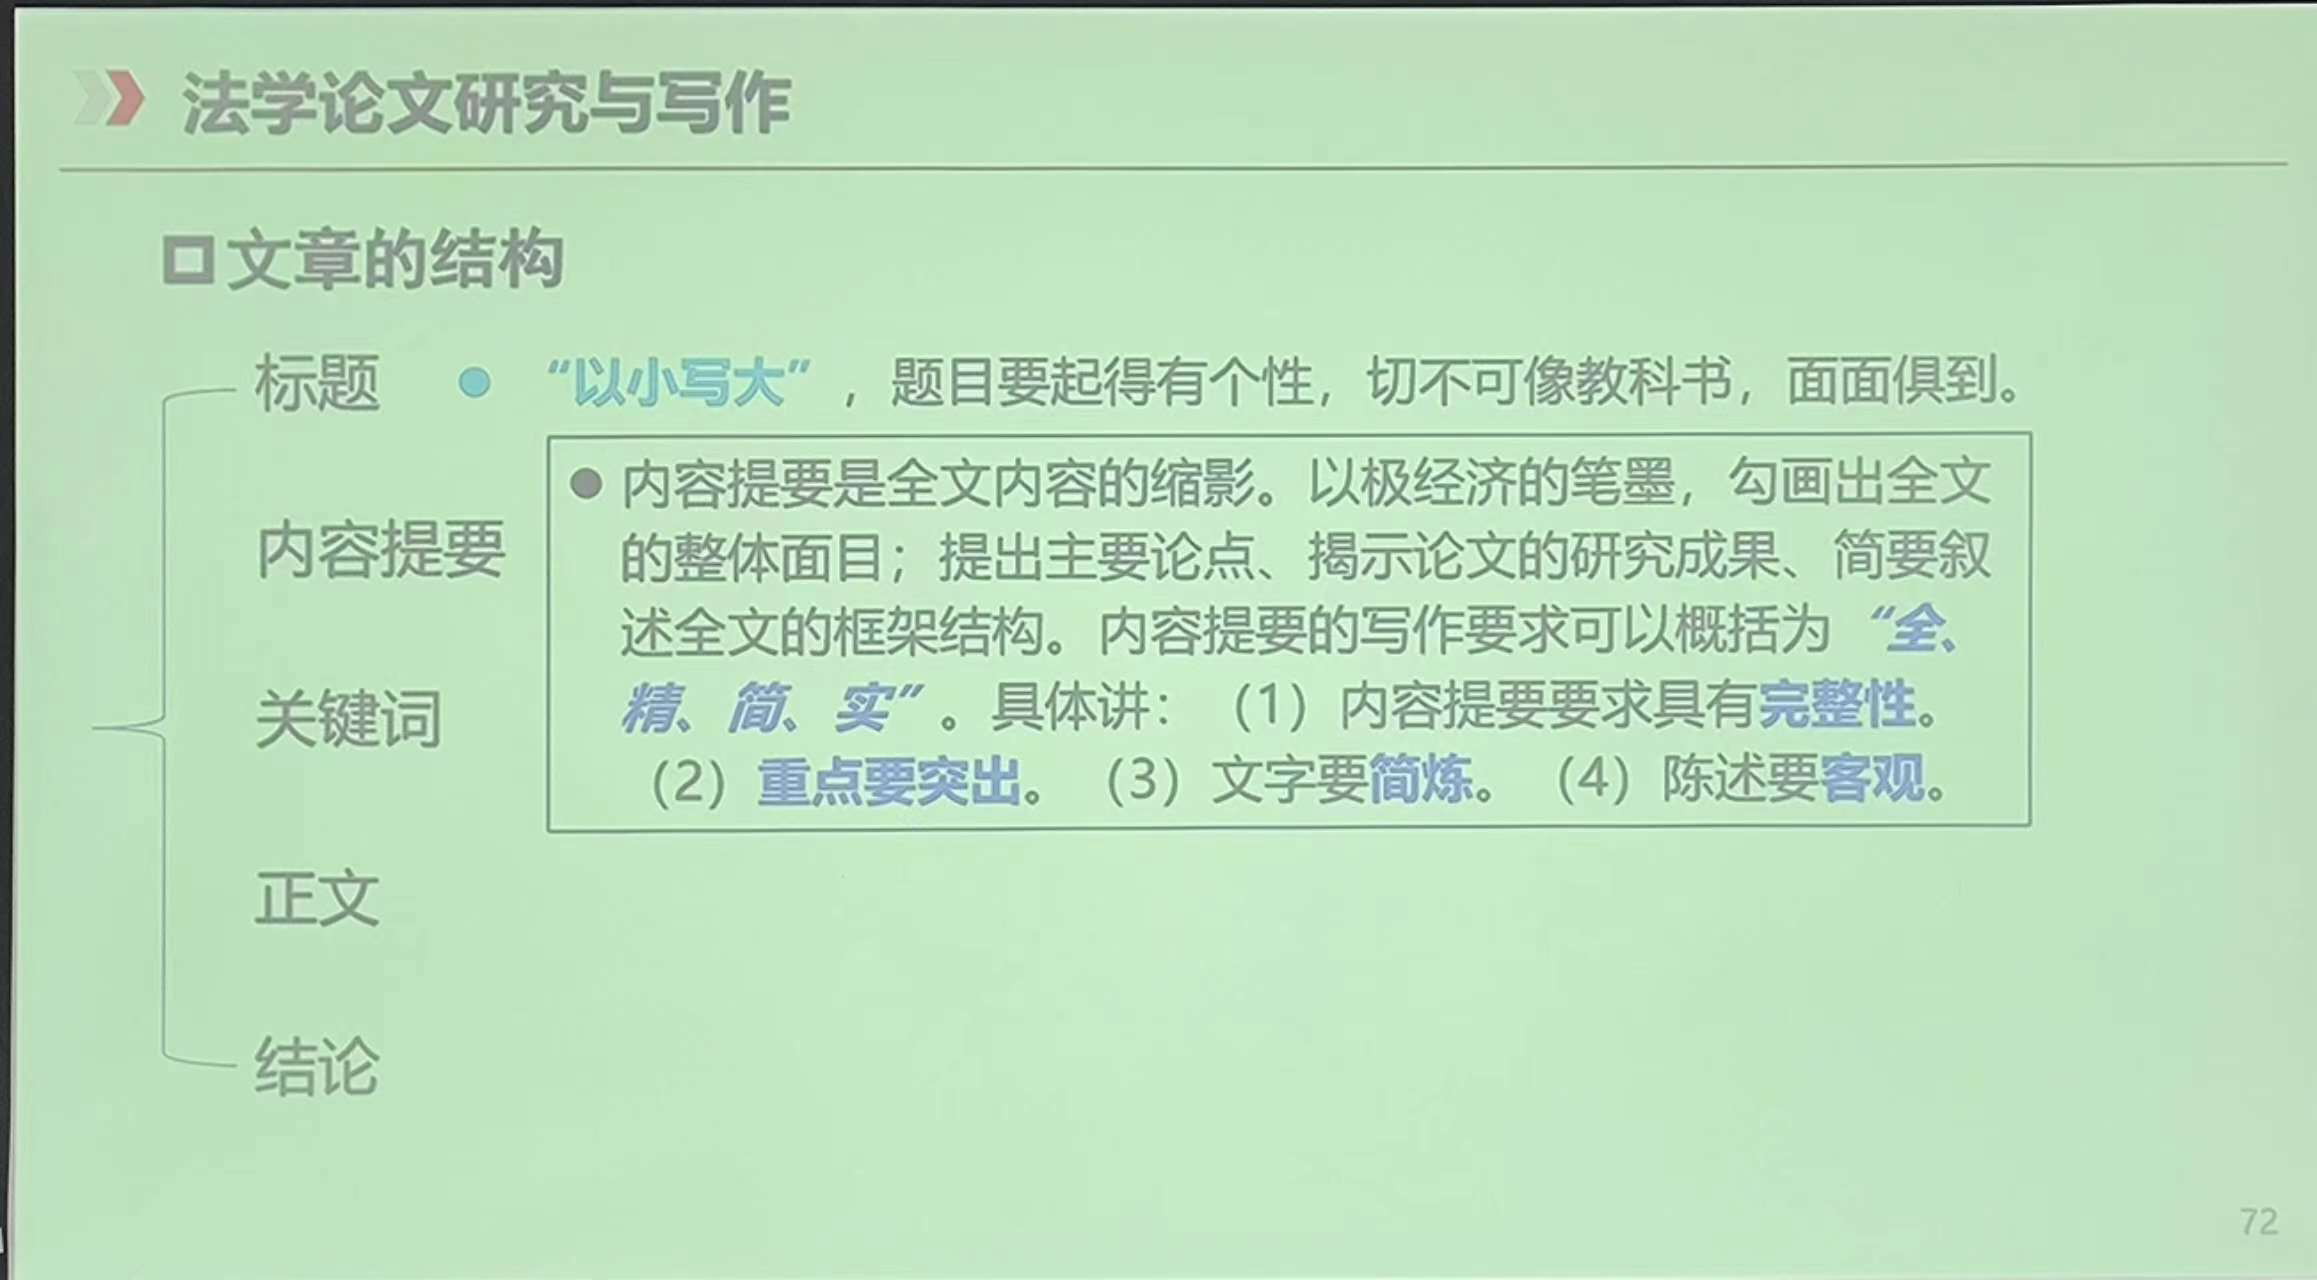 法学论文研究与写作
文章的结构
标题
“以小写大”，题目要起得有个性，切不可像教科书，面面俱到。
内容提要
内容提要是全文内容的缩影。以极经济的笔墨，勾画出全文
的整体面目；提出主要论点、揭示论文的研究成果、简要叙
述全文的框架结构。内容提要的写作要求可以概括为“全、
精、简、实”。具体讲：（1）内容提要要求具有完整性。
（2）重点要突出。（3）文字要简炼。（4）陈述要客观。
关键词
正文
结论
72